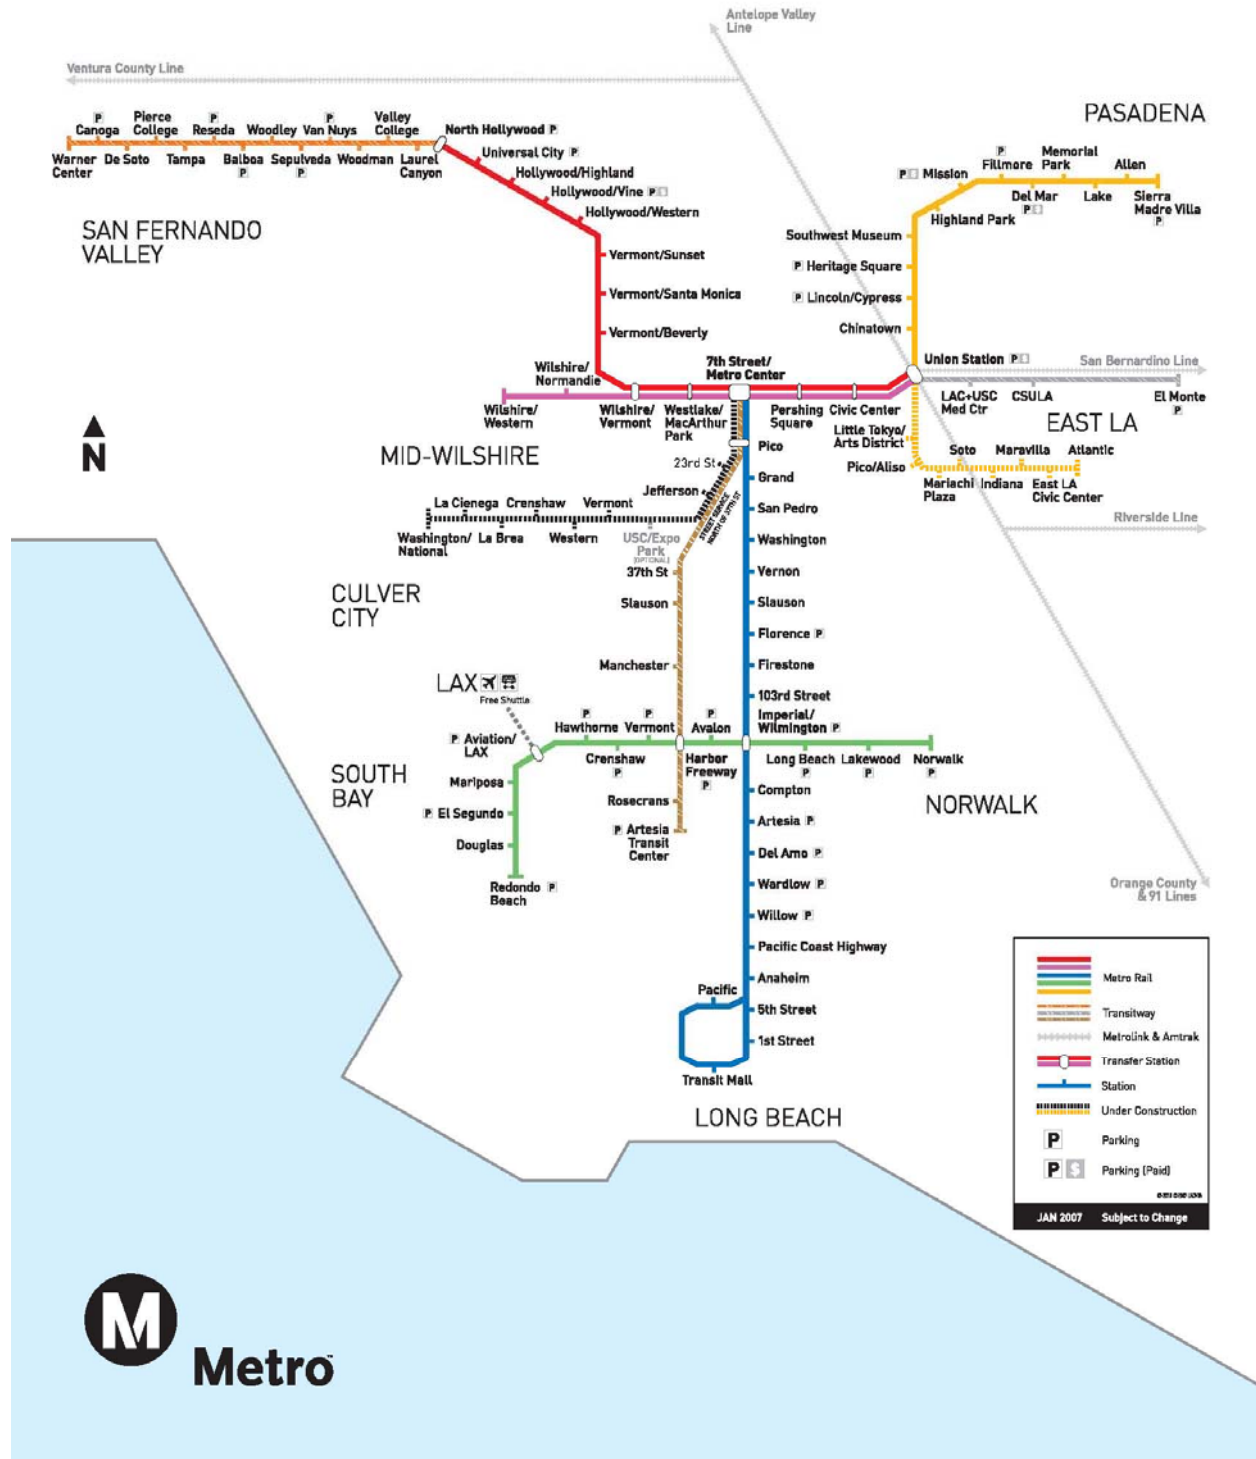 Antelope Valley
Line
Ventura County Line
PASADENA
Canoga
Pierce
College
Reseda
Woodley
Van Nuys
Valley
College
North Hollywood P
Warner
Center
De Soto
Tampa
Balboa
Sepulveda
Woodman
Laurel
Canyon
Universal City P
Hollywood/Highland
Hollywood/Vine P $
Hollywood/Western
SAN FERNANDO
VALLEY
Vermont/Sunset
Vermont/Santa Monica
Vermont/Beverly
P $ Mission
Fillmore
Memorial
Park
Allen
Highland Park
Del Mar
P $
Lake
Sierra
Madre Villa
P
Southwest Museum
P Heritage Square
P Lincoln/Cypress
Chinatown
Union Station P $
San Bernardino Line
Wilshire/
Normandie
7th Street/
Metro Center
Wilshire/
Western
Wilshire/
Vermont
Westlake/
MacArthur
Park
Pershing
Square
Civic Center
LAC+USC
Med Ctr
CSULA
El Monte
P
EAST LA
N
MID-WILSHIRE
Little Tokyo/
Arts District
Pico/Aliso
Soto
Maravilla
Atlantic
Mariachi
Plaza
Indiana
East LA
Civic Center
Riverside Line
Pico
23rd St
Grand
Jefferson
San Pedro
STREET SERVICE
NORTH OF 37TH ST
La Cienega
Crenshaw
Vermont
Washington/
National
La Brea
Western
USC/Expo
Park
(OPTIONAL)
Washington
37th St
Vernon
Slauson
Slauson
CULVER
CITY
Florence P
Manchester
Firestone
103rd Street
LAX
Free Shuttle
Hawthorne
Vermont
Avalon
Imperial/
Wilmington P
P Aviation/
LAX
Crenshaw
P
Harbor
Freeway P
Long Beach
P
Lakewood
P
Norwalk
P
SOUTH
BAY
Mariposa
P El Segundo
Douglas
Redondo P
Beach
Rosecrans
P Artesia
Transit
Center
Compton
Artesia P
Del Amo P
Wardlow P
Willow P
Pacific Coast Highway
Anaheim
NORWALK
Orange County
& 91 Lines
Pacific
5th Street
1st Street
Transit Mall
LONG BEACH
Metro Rail
Transitway
Metrolink & Amtrak
Transfer Station
Station
Under Construction
P Parking
P $ Parking (Paid)
JAN 2007 Subject to Change
M
Metro